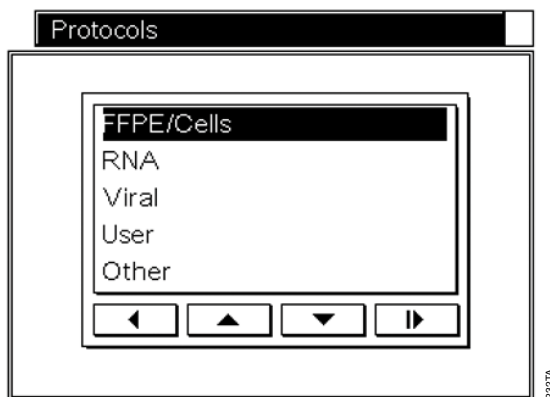 Protocols
FFPE/Cells
RNA
Viral
User
Other